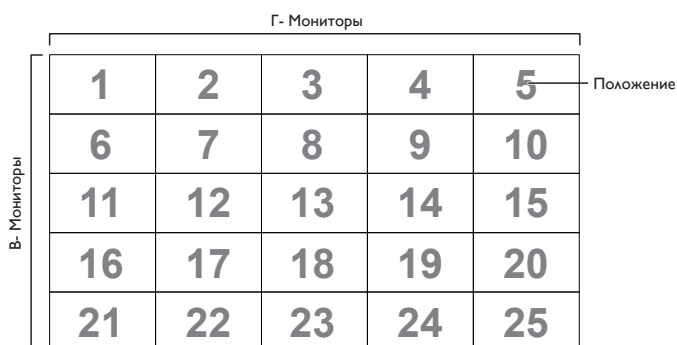 Г- Мониторы
1 2 3 4 5
Положение
6 7 8 9 10
В- Мониторы
11 12 13 14 15
16 17 18 19 20
21 22 23 24 25